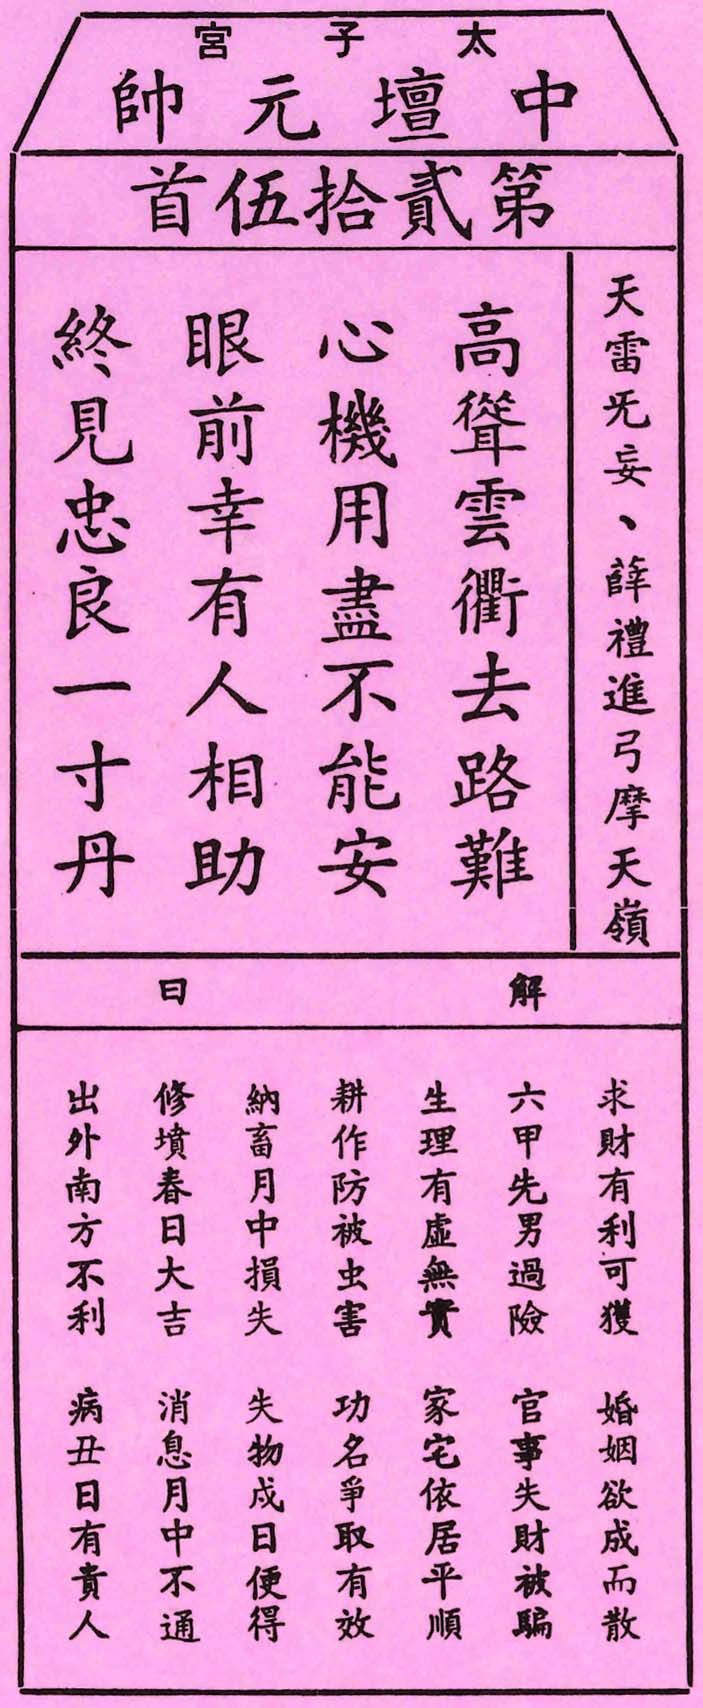 太子宮
中壇元帥
第貳拾伍首
天雷旡妄、薛禮進弓摩天嶺
高聳雲衢去路難
心機用盡不能安
眼前幸有人相助
終見忠良一寸丹
解曰
求財有利可獲　婚姻欲成而散
六甲先男過險　官事失財被騙
生理有虛無實　家宅依居平順
耕作防被虫害　功名爭取有效
納畜月中損失　失物戍日便得
修墳春日大吉　消息月中不通
出外南方不利　病丑日有貴人